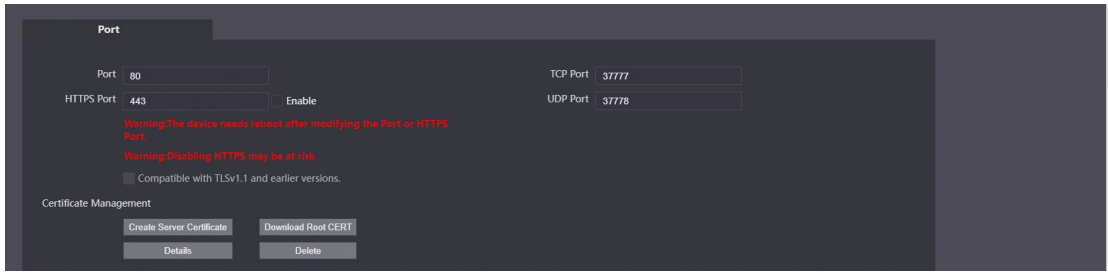 Port
Port 80 TCP Port 37777
HTTPS Port 443 Enable UDP Port 37778
Warning:The device needs reboot after modifying the Port or HTTPS
Port.
Warning:Disabling HTTPS may be at risk
Compatible with TLSv1.1 and earlier versions.
Certificate Management
Create Server Certificate Download Root CERT
Details Delete